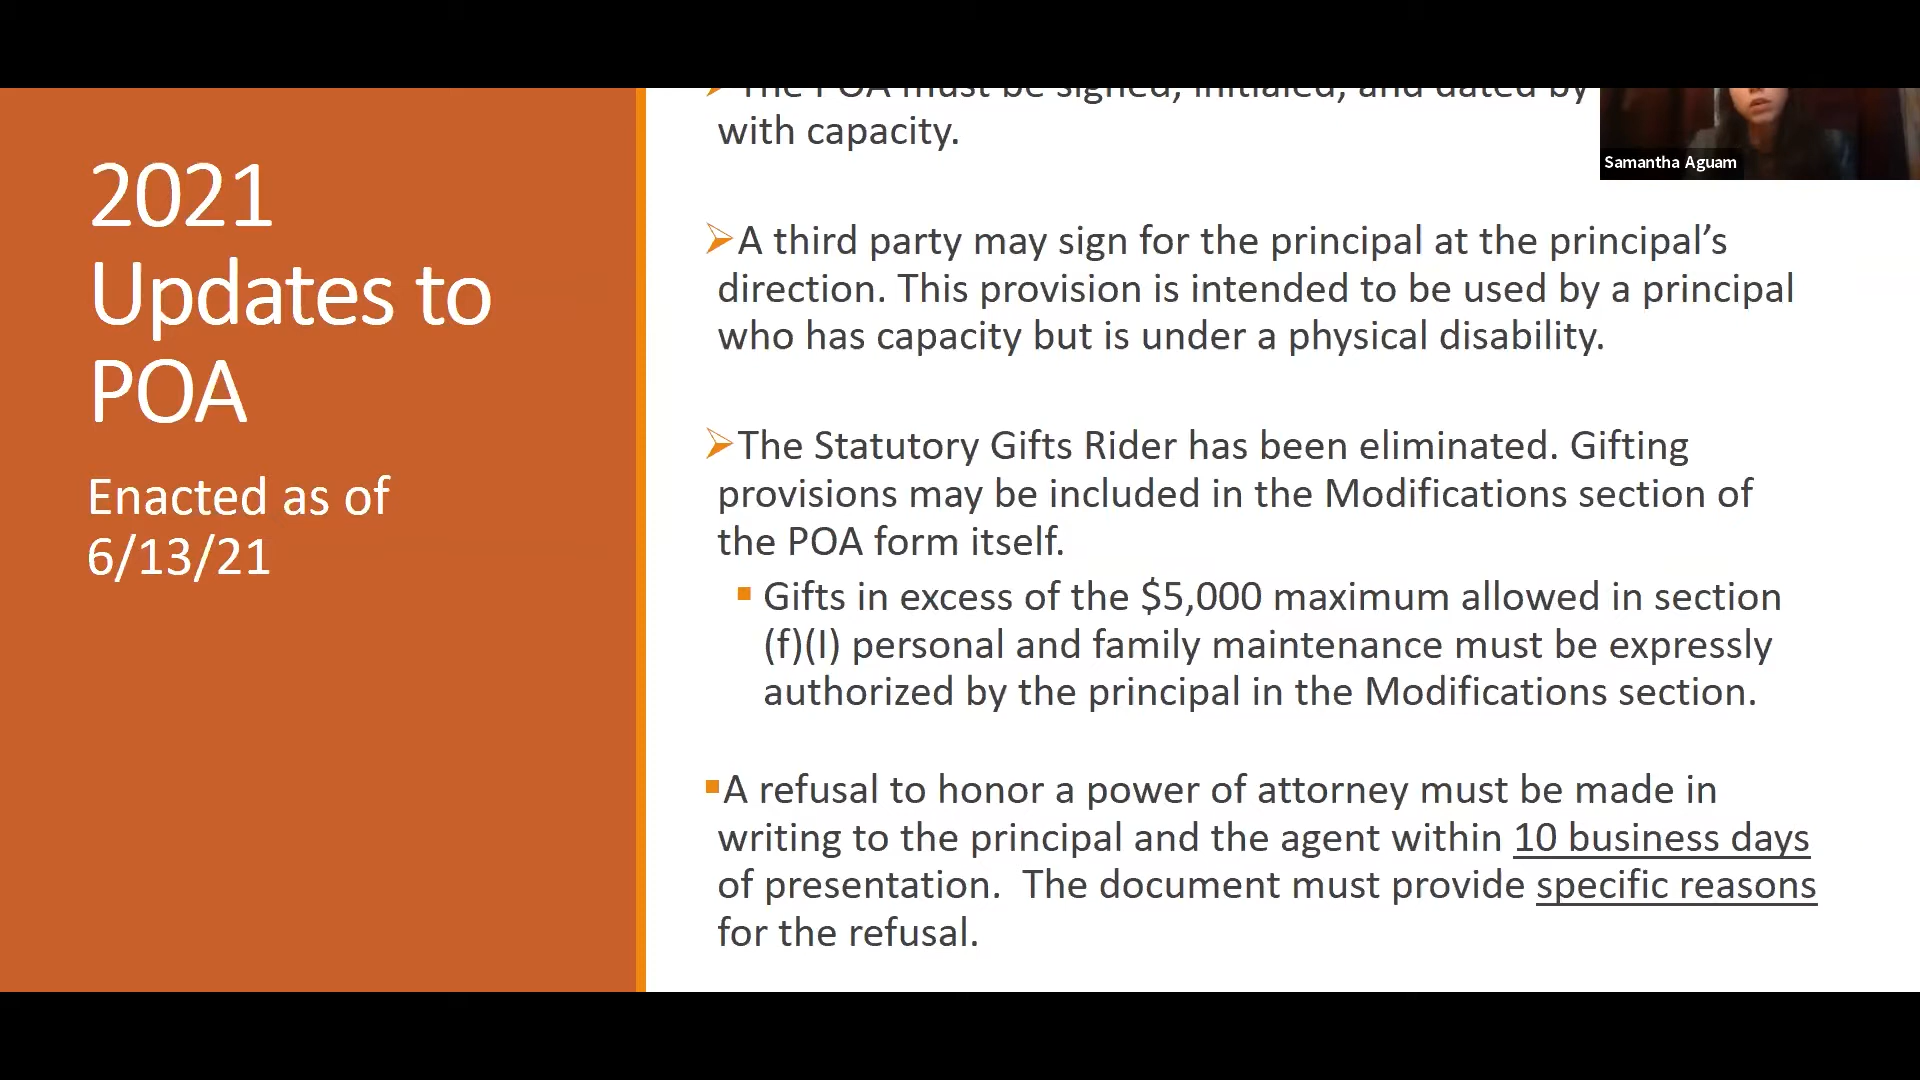 2021
Updates to
POA
Enacted as of
6/13/21
The POA must be signed, initialed, and dated by
with capacity.
Samantha Aguam
A third party may sign for the principal at the principal’s
direction. This provision is intended to be used by a principal
who has capacity but is under a physical disability.
The Statutory Gifts Rider has been eliminated. Gifting
provisions may be included in the Modifications section of
the POA form itself.
Gifts in excess of the $5,000 maximum allowed in section
(f)(I) personal and family maintenance must be expressly
authorized by the principal in the Modifications section.
A refusal to honor a power of attorney must be made in
writing to the principal and the agent within 10 business days
of presentation.  The document must provide specific reasons
for the refusal.